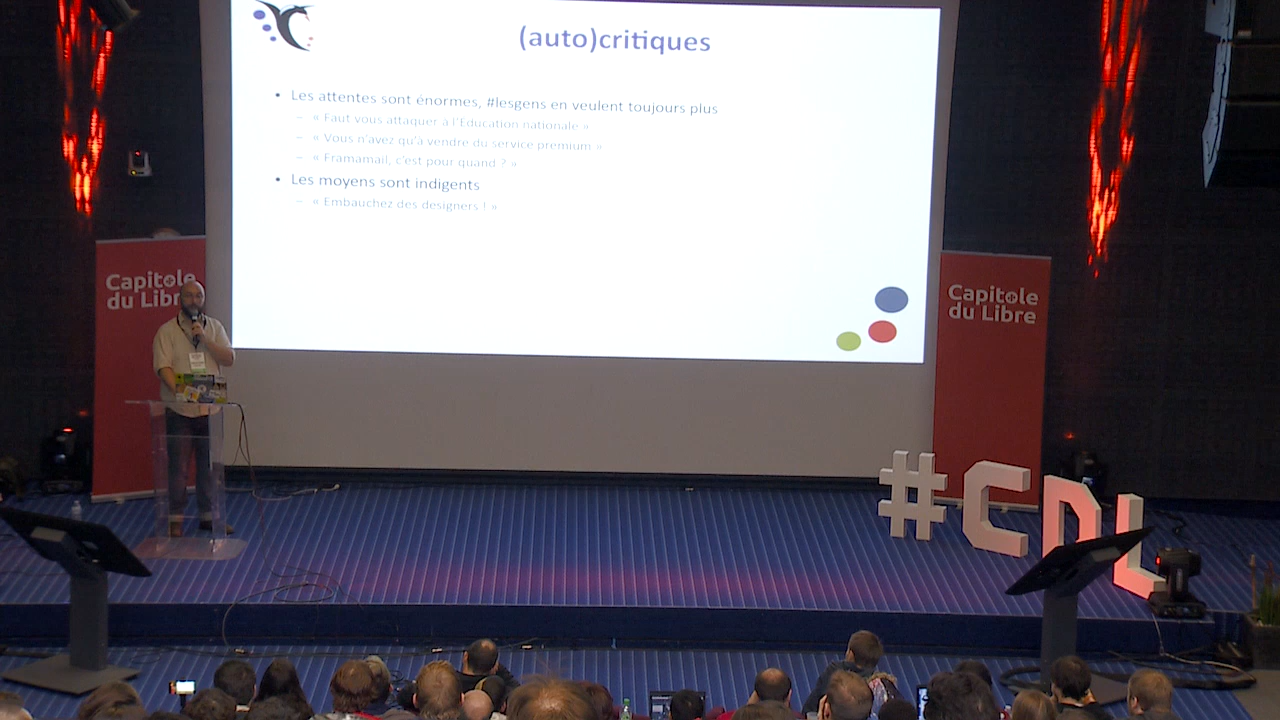 (auto)critiques
• Les attentes sont énormes, #lesgens en veulent toujours plus
– « Faut vous attaquer à l'Education nationale »
– « Vous n'avez qu'à vendre du service premium »
– « Framamail, c'est pour quand ? »
• Les moyens sont indigents
– « Embauchez des designers ! »
Capitole
du Libre
Capitole
du Libre
#CDL